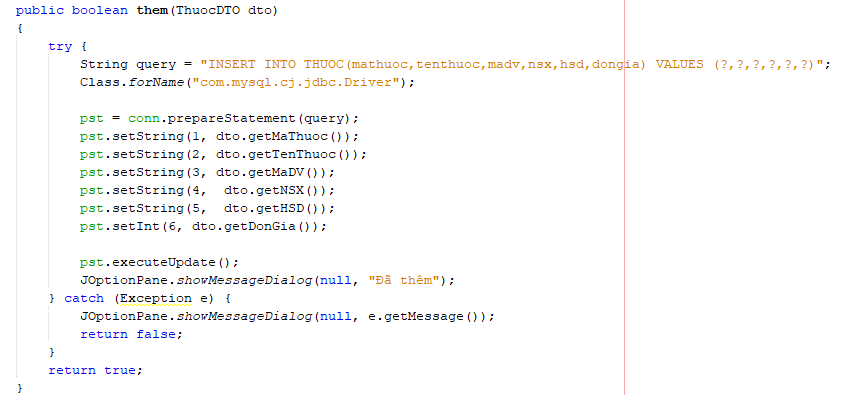 public boolean them(ThuocDTO dto)
{
try {
String query = "INSERT INTO THUOC(mathuoc,tenthuoc,madv,nsx,hsd,dongia) VALUES (?,?,?,?,?,?)";
Class.forName("com.mysql.cj.jdbc.Driver");
pst = conn.prepareStatement(query);
pst.setString(1, dto.getMaThuoc());
pst.setString(2, dto.getTenThuoc());
pst.setString(3, dto.getMaDV());
pst.setString(4,  dto.getNSX());
pst.setString(5,  dto.getHSD());
pst.setInt(6, dto.getDonGia());
pst.executeUpdate();
JOptionPane.showMessageDialog(null, "Đã thêm");
} catch (Exception e) {
JOptionPane.showMessageDialog(null, e.getMessage());
return false;
}
return true;
}